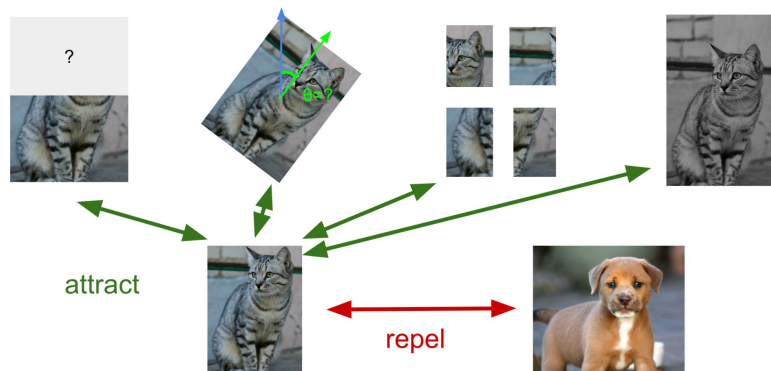 ?
θ=?
attract
repel